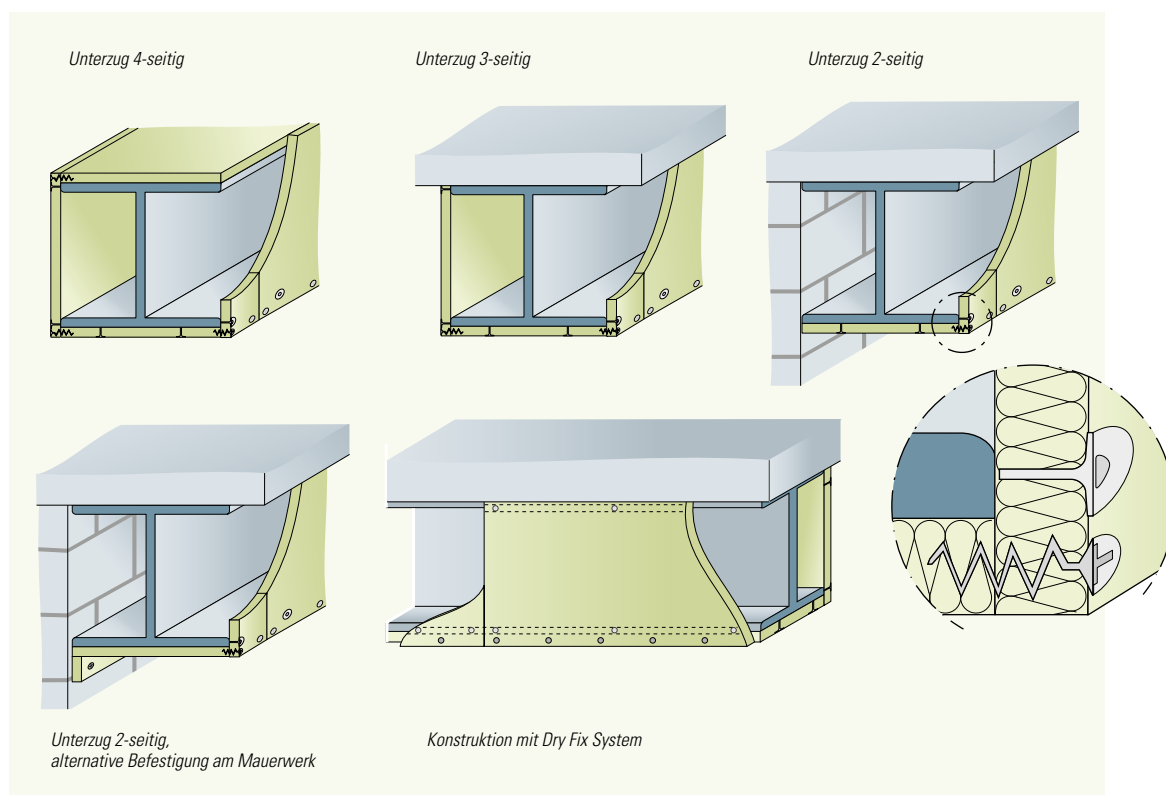 Unterzug 4-seitig
Unterzug 3-seitig
Unterzug 2-seitig
Unterzug 2-seitig,
alternative Befestigung am Mauerwerk
Konstruktion mit Dry Fix System